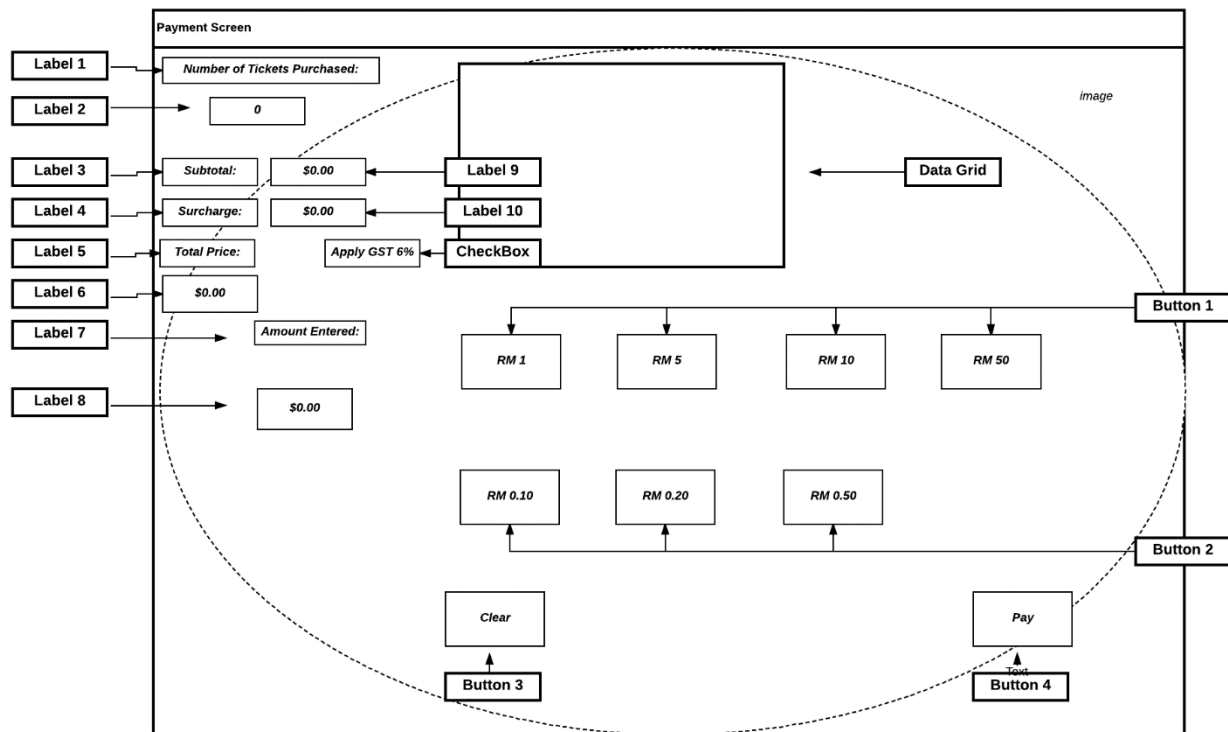 Payment Screen
Label 1
Number of Tickets Purchased:
image
Label 2
0
Label 3
Subtotal:
$0.00
Label 9
Data Grid
Label 4
Surcharge:
$0.00
Label 10
Label 5
Total Price:
Apply GST 6%
CheckBox
Label 6
$0.00
Button 1
Label 7
Amount Entered:
RM 1
RM 5
RM 10
RM 50
Label 8
$0.00
RM 0.10
RM 0.20
RM 0.50
Button 2
Clear
Pay
Text
Button 3
Button 4